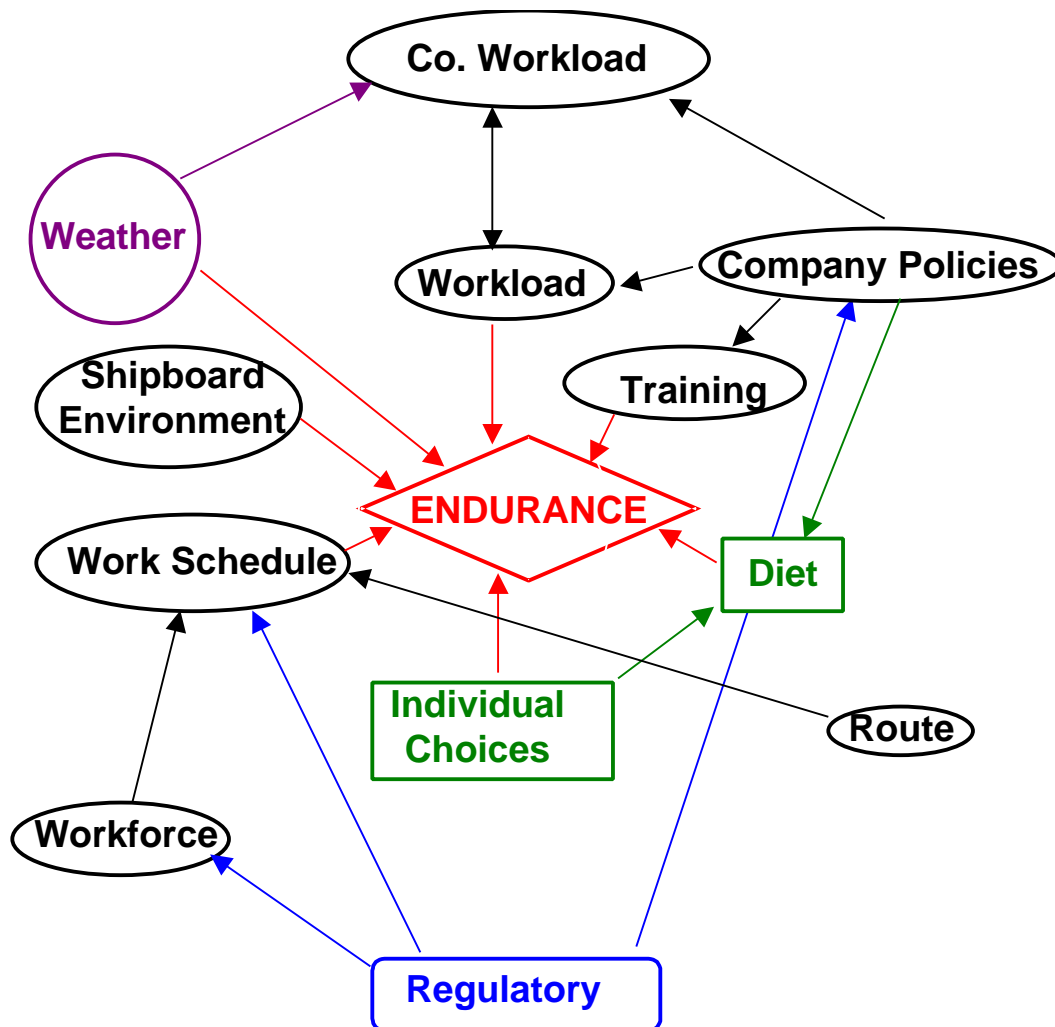 Co. Workload
Weather
Workload
Company Policies
Shipboard
Environment
Training
ENDURANCE
Work Schedule
Diet
Individual
Choices
Route
Workforce
Regulatory